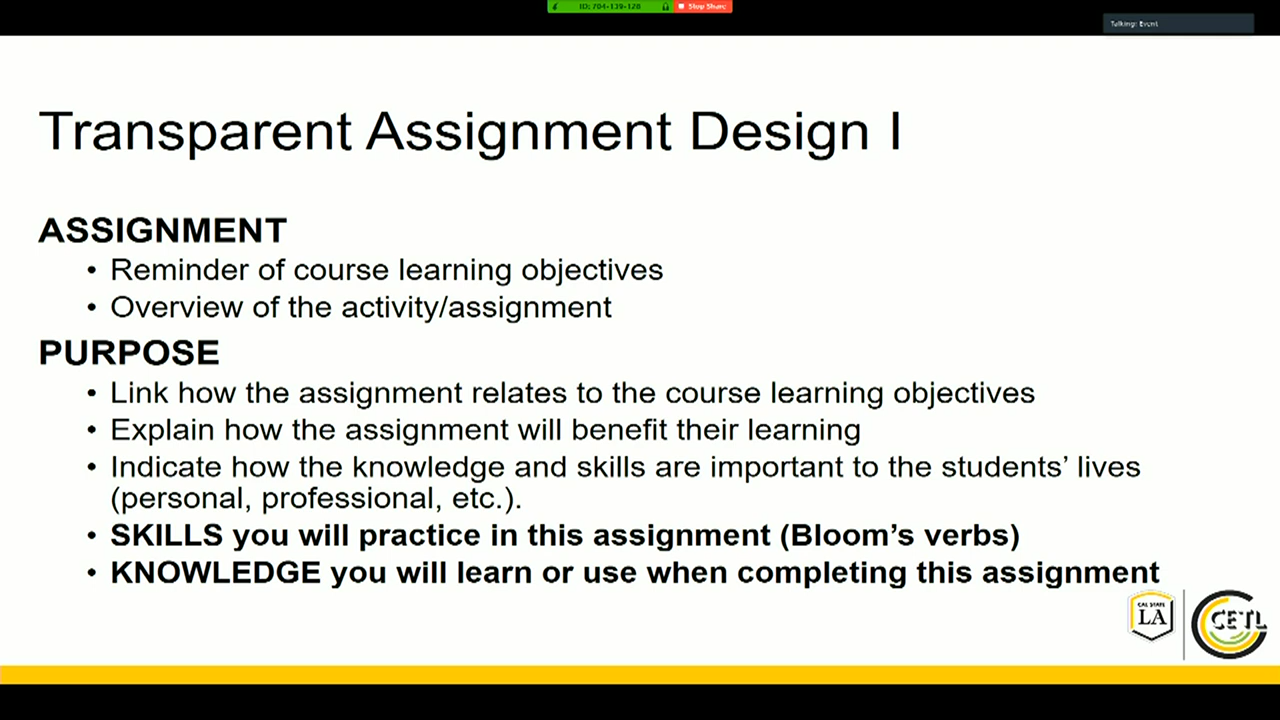 ID: 704-139-128
Stop Share
Talking: Event
Transparent Assignment Design I
ASSIGNMENT
• Reminder of course learning objectives
• Overview of the activity/assignment
PURPOSE
• Link how the assignment relates to the course learning objectives
• Explain how the assignment will benefit their learning
• Indicate how the knowledge and skills are important to the students’ lives
(personal, professional, etc.).
• SKILLS you will practice in this assignment (Bloom’s verbs)
• KNOWLEDGE you will learn or use when completing this assignment
CAL STATE
LA
CETL